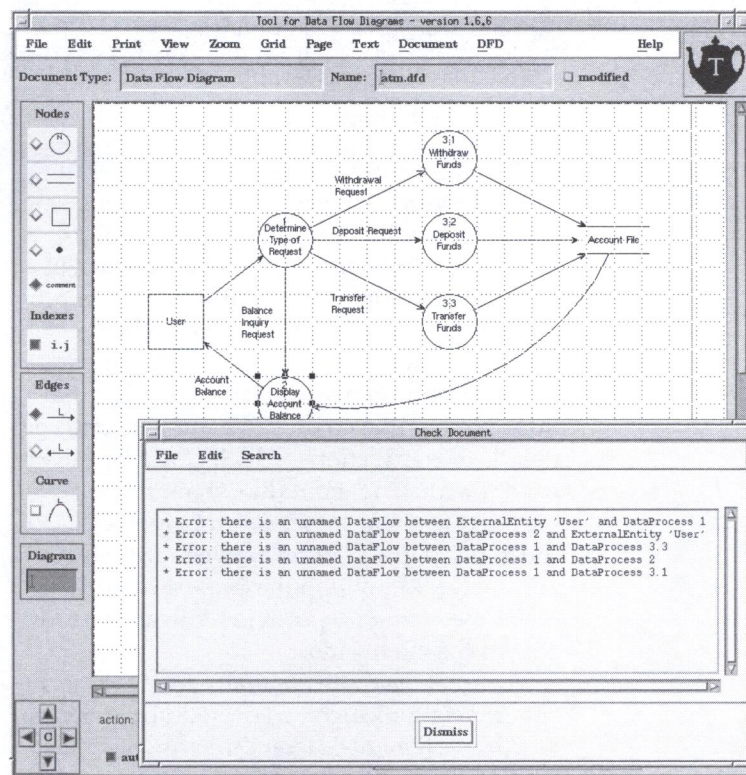 Tool for Data Flow Diagrams - version 1.6.6
File Edit Print View Zoom Grid Page Text Document DFD Help
Document Type: Data Flow Diagram Name: atm.dfd modified
T
Nodes
N
comment
Indexes
i.j
Edges
L
L
Curve
L
Diagram
3.1
Withdraw
Funds
Withdrawal
Request
1
Determine
Type of
Request
Deposit Request
3.2
Deposit
Funds
Account File
Transfer
Request
3.3
Transfer
Funds
User
Balance
Inquiry
Request
Account
Balance
2
Display
Account
Balance
Check Document
File Edit Search
* Error: there is an unnamed DataFlow between ExternalEntity 'User' and DataProcess 1
* Error: there is an unnamed DataFlow between DataProcess 2 and ExternalEntity 'User'
* Error: there is an unnamed DataFlow between DataProcess 1 and DataProcess 3.3
* Error: there is an unnamed DataFlow between DataProcess 1 and DataProcess 2
* Error: there is an unnamed DataFlow between DataProcess 1 and DataProcess 3.1
Dismiss
C
action:
aut